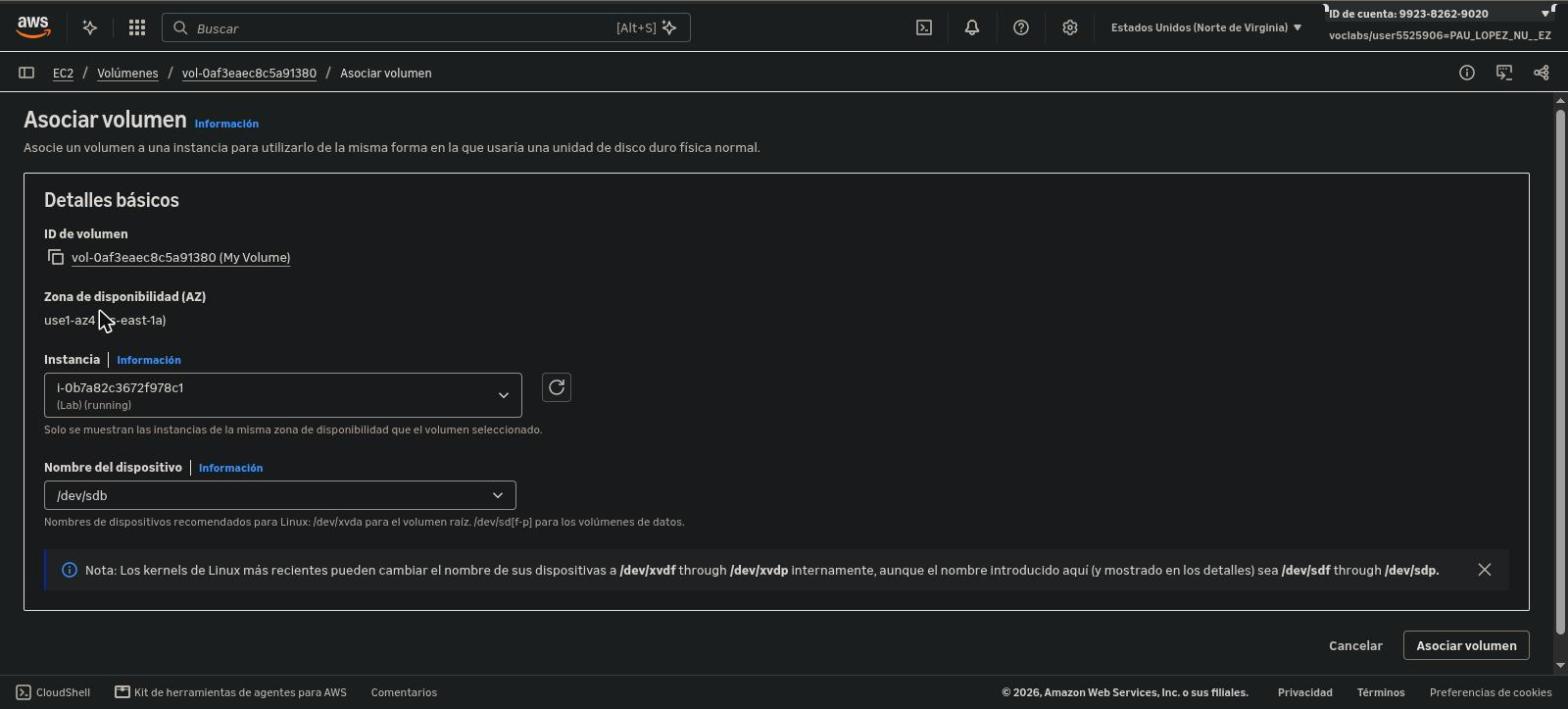 aws
Buscar
[Alt+S]
Estados Unidos (Norte de Virginia)
ID de cuenta: 9923-8262-9020
voclabs/user5525906=PAU_LOPEZ_NU__EZ
EC2 / Volúmenes / vol-0af3eaec8c5a91380 / Asociar volumen
Asociar volumen Información
Asocie un volumen a una instancia para utilizarlo de la misma forma en la que usaría una unidad de disco duro física normal.
Detalles básicos
ID de volumen
vol-0af3eaec8c5a91380 (My Volume)
Zona de disponibilidad (AZ)
use1-az4 s-east-1a)
Instancia | Información
i-0b7a82c3672f978c1
(Lab) (running)
Solo se muestran las instancias de la misma zona de disponibilidad que el volumen seleccionado.
Nombre del dispositivo | Información
/dev/sdb
Nombres de dispositivos recomendados para Linux: /dev/xvda para el volumen raíz. /dev/sd[f-p] para los volúmenes de datos.
Nota: Los kernels de Linux más recientes pueden cambiar el nombre de sus dispositivas a /dev/xvdf through /dev/xvdp internamente, aunque el nombre introducido aquí (y mostrado en los detalles) sea /dev/sdf through /dev/sdp.
Cancelar
Asociar volumen
CloudShell
Kit de herramientas de agentes para AWS
Comentarios
© 2026, Amazon Web Services, Inc. o sus filiales.
Privacidad
Términos
Preferencias de cookies